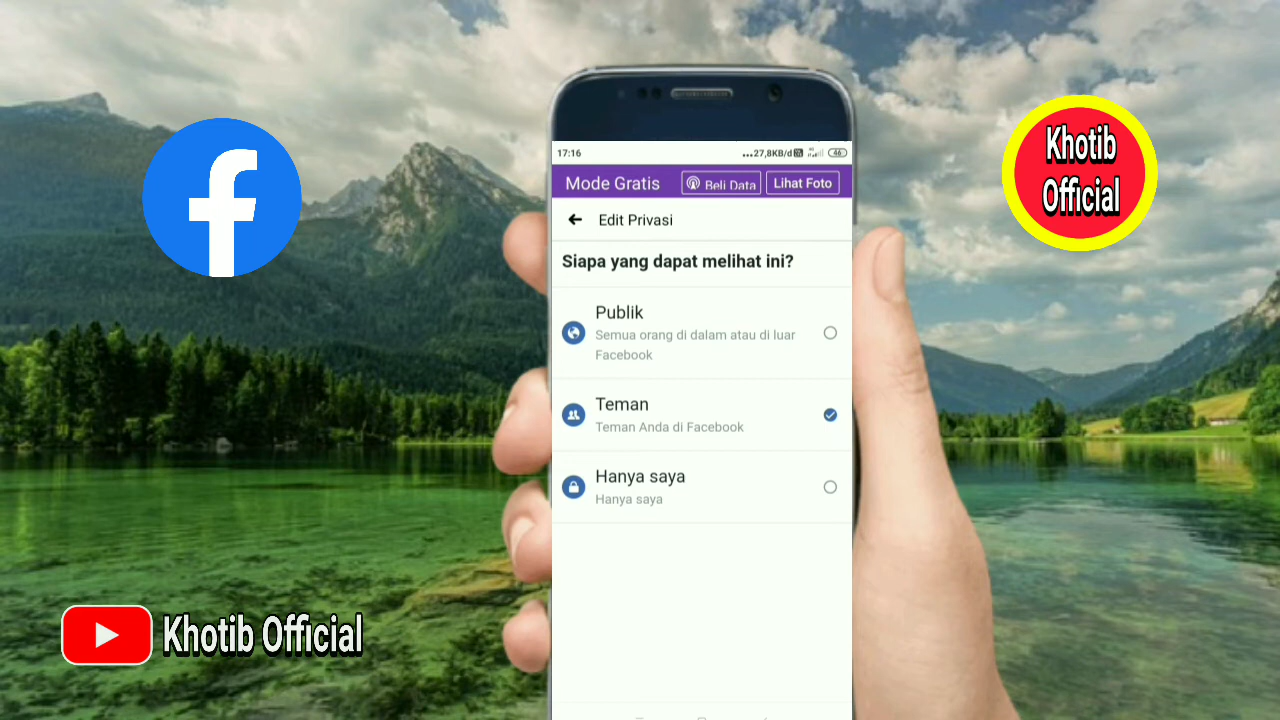 Khotib
Official
17:16
...27,8KB/d
46
Mode Gratis
Beli Data
Lihat Foto
Edit Privasi
Siapa yang dapat melihat ini?
Publik
Semua orang di dalam atau di luar
Facebook
Teman
Teman Anda di Facebook
Hanya saya
Hanya saya
Khotib Official